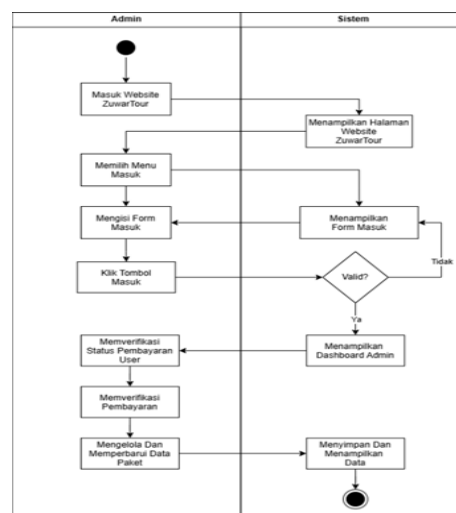 Admin
Sistem
Masuk Website
ZuwarTour
Menampilkan Halaman
Website
ZuwarTour
Memilih Menu
Masuk
Mengisi Form
Masuk
Menampilkan
Form Masuk
Tidak
Klik Tombol
Masuk
Valid?
Ya
Memverifikasi
Status Pembayaran
User
Menampilkan
Dashboard Admin
Memverifikasi
Pembayaran
Mengelola Dan
Memperbarui Data
Paket
Menyimpan Dan
Menampilkan
Data